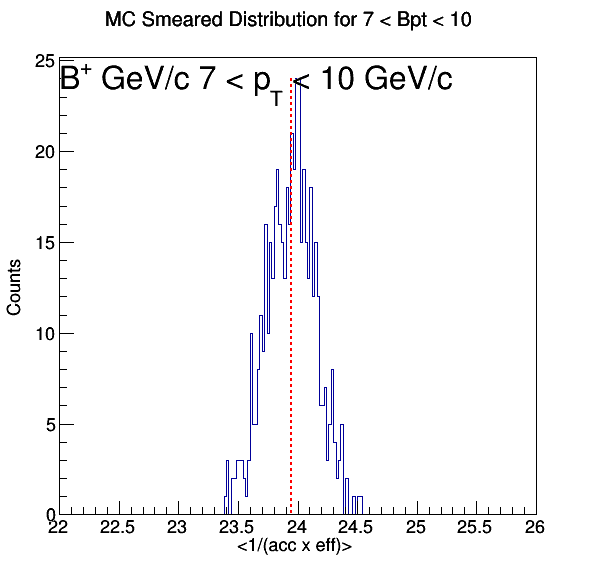 MC Smeared Distribution for 7 < Bpt < 10
B+ GeV/c 7 < pT < 10 GeV/c
25
20
15
10
5
0
Counts
22 22.5 23 23.5 24 24.5 25 25.5 26
<1/(acc x eff)>